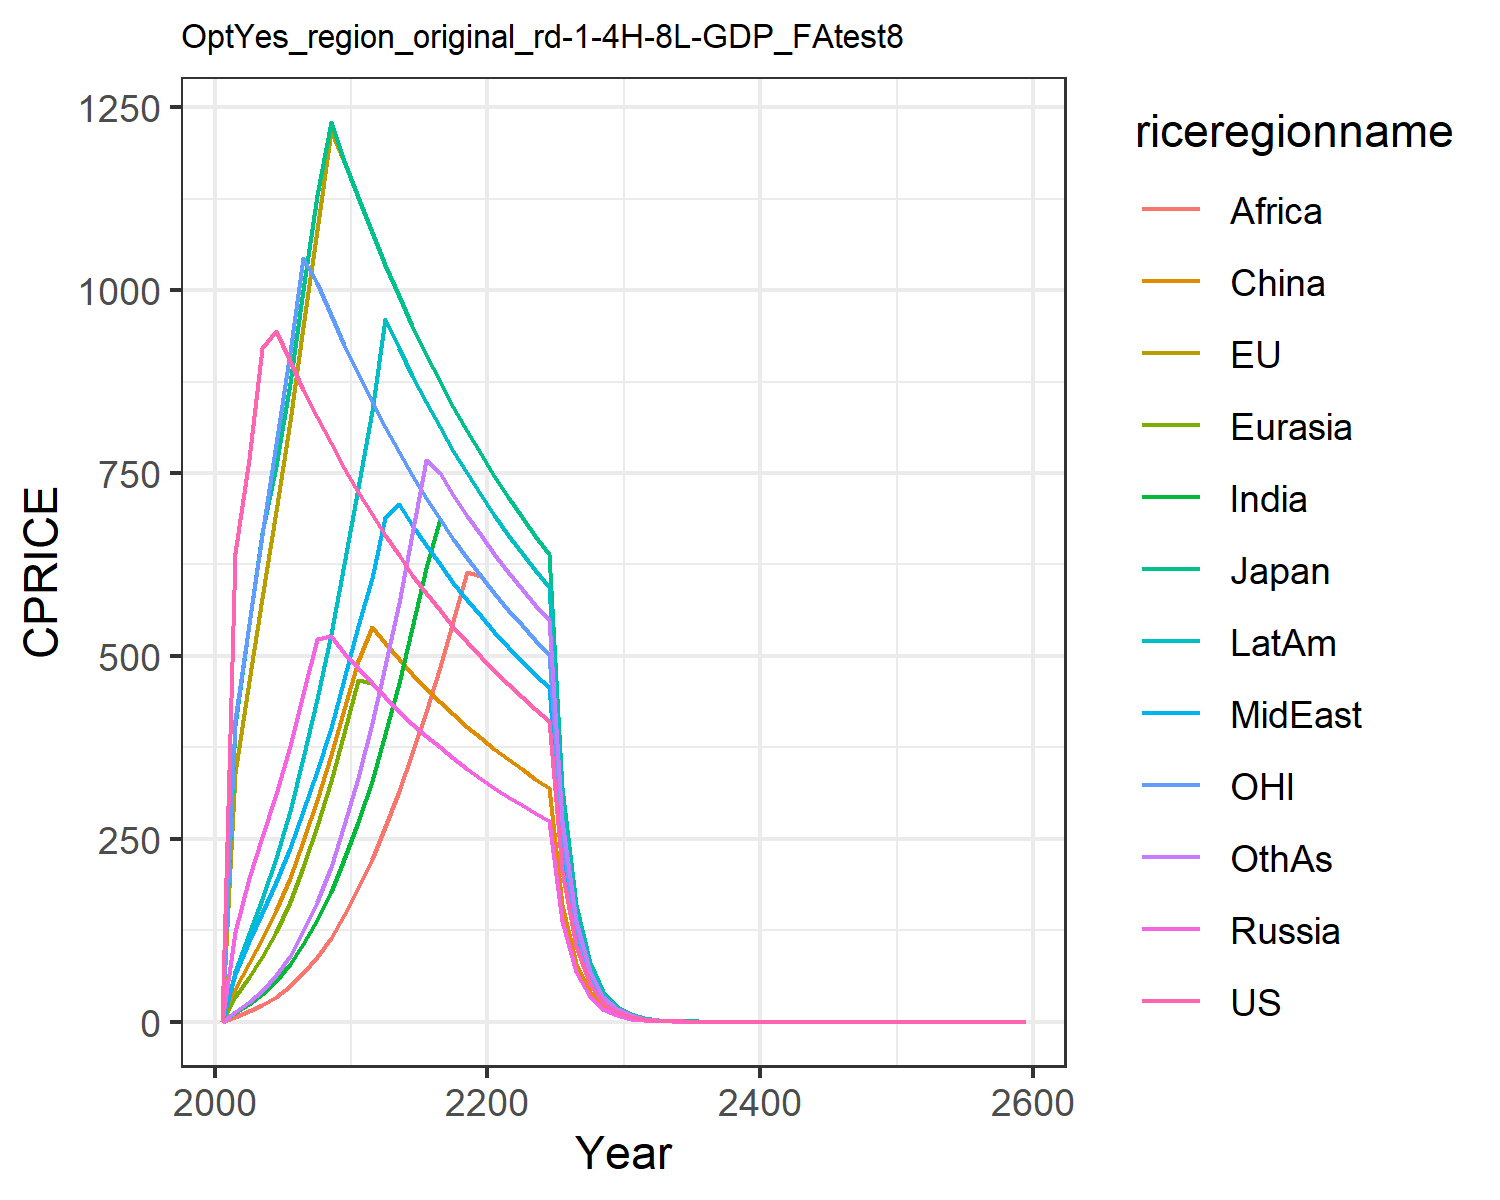 OptYes_region_original_rd-1-4H-8L-GDP_FAtest8
1250
1000
750
500
250
0
CPRICE
2000 2200 2400 2600
Year
riceregionname
Africa
China
EU
Eurasia
India
Japan
LatAm
MidEast
OHI
OthAs
Russia
US